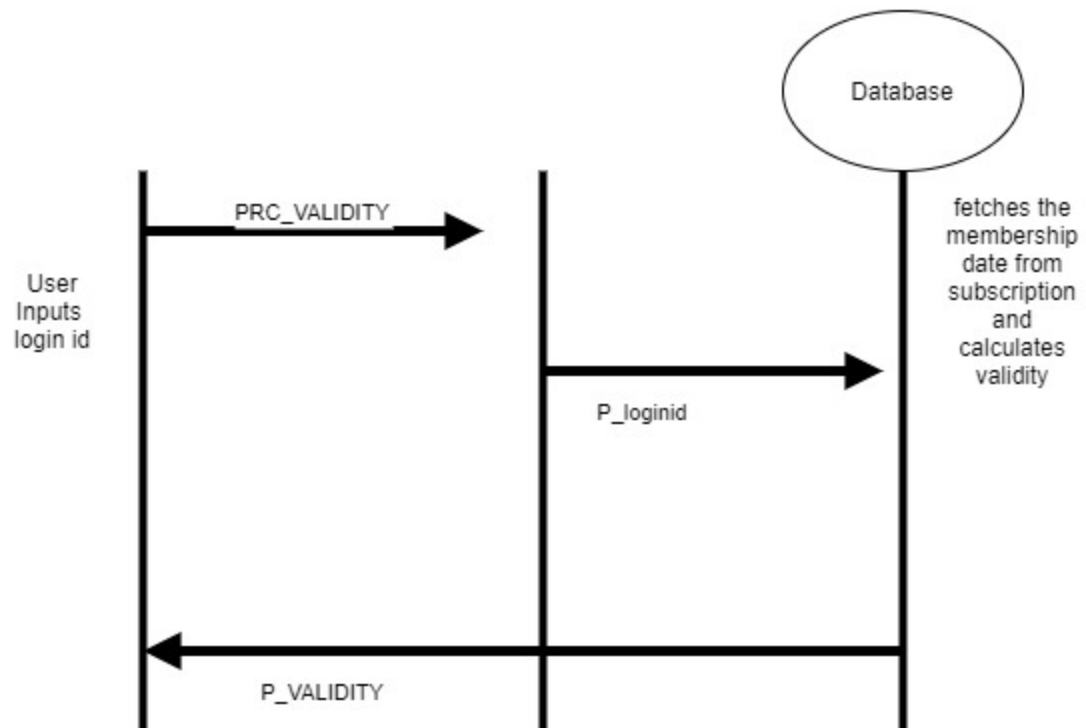 Database
PRC_VALIDITY
fetches the
membership
date from
subscription
and
calculates
validity
User
Inputs
login id
P_loginid
P_VALIDITY